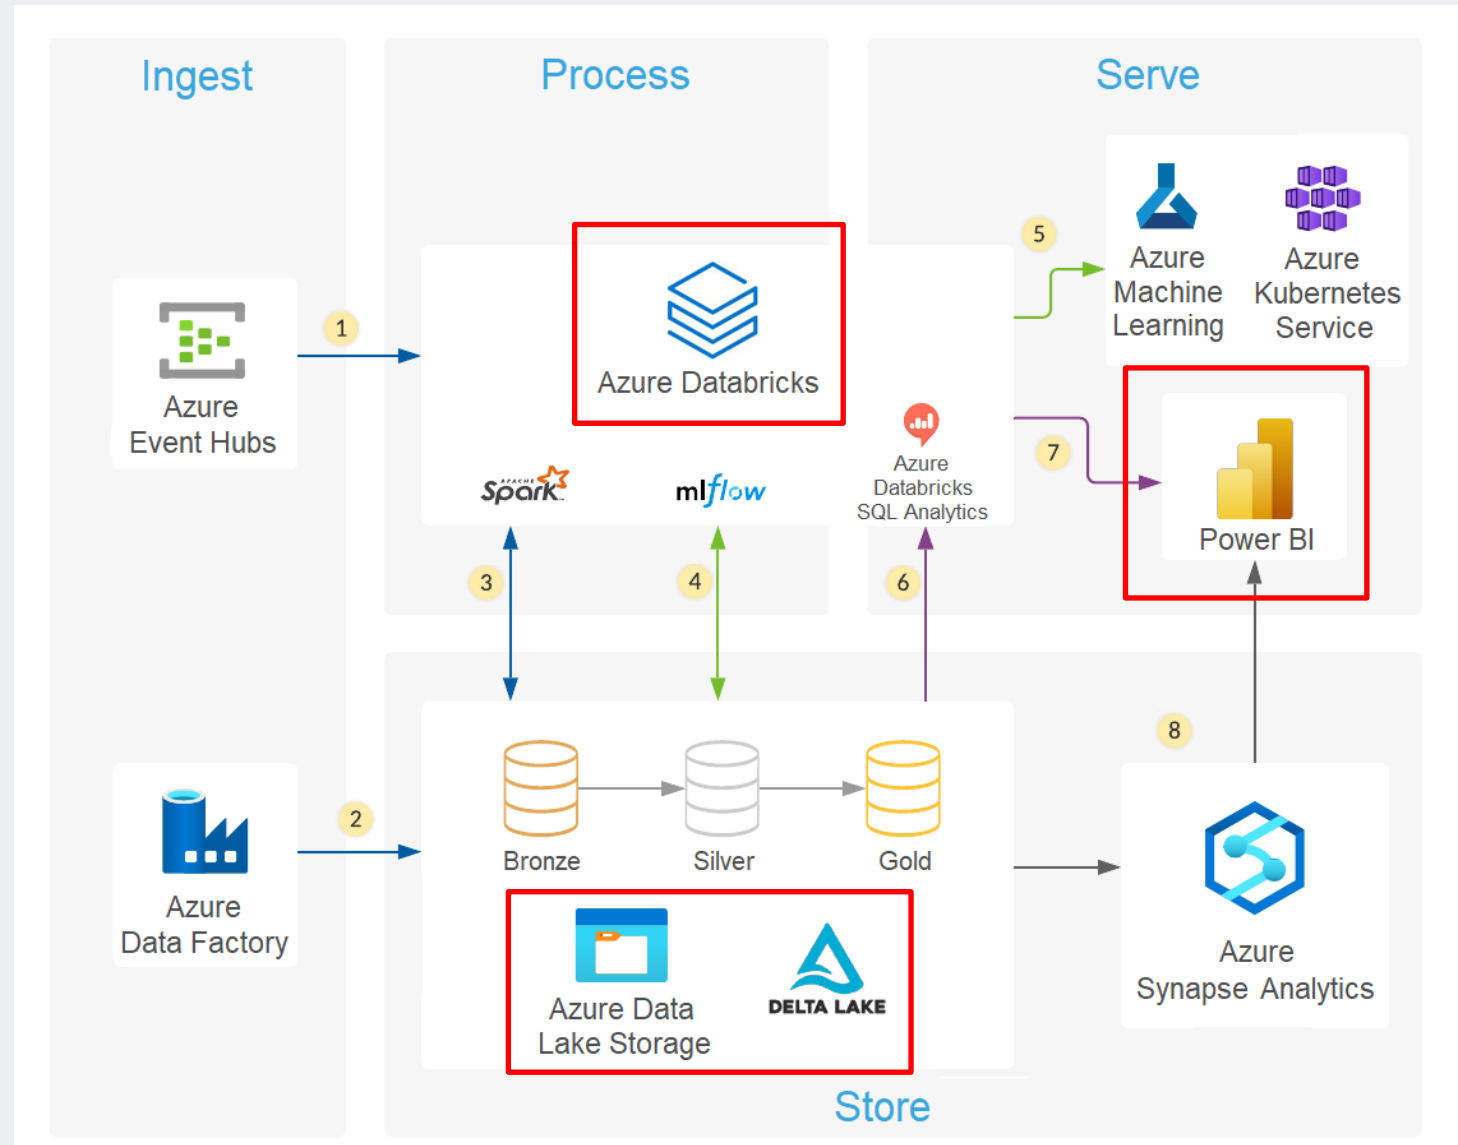 Ingest
Process
Serve
Azure
Event Hubs
1
Azure Databricks
APACHE
Spark
mlflow
Azure
Databricks
SQL Analytics
5
Azure
Machine
Learning
Azure
Kubernetes
Service
7
Power BI
3
4
6
Azure
Data Factory
2
Bronze
Silver
Gold
Azure Data
Lake Storage
DELTA LAKE
8
Azure
Synapse Analytics
Store